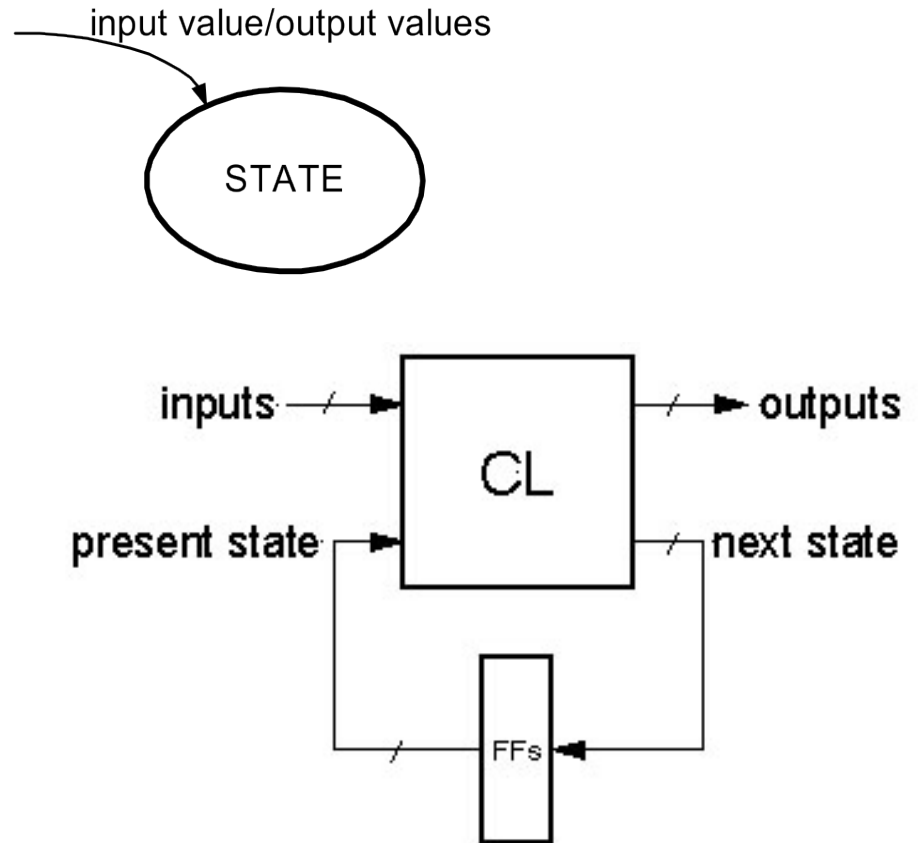 input value/output values
STATE
inputs
outputs
CL
present state
next state
FFs